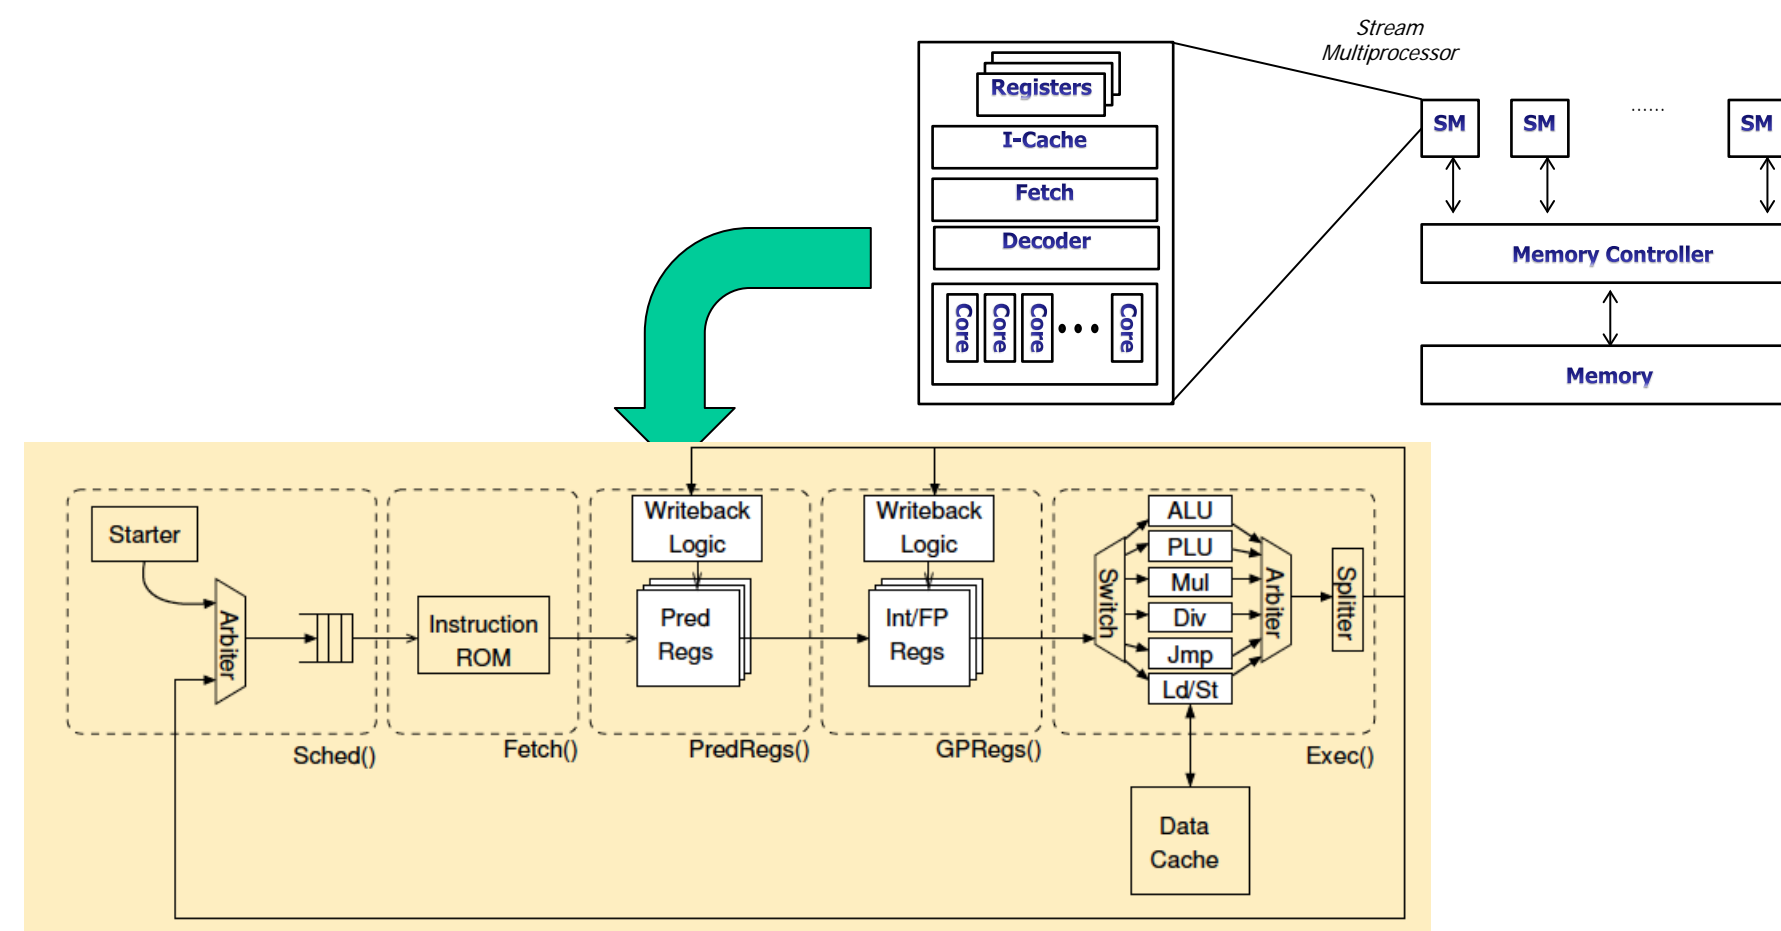 Stream
Multiprocessor
Registers
I-Cache
Fetch
Decoder
Core
Core
Core
•••
Core
SM
SM
......
SM
Memory Controller
Memory
Starter
Arbiter
Sched()
Instruction
ROM
Fetch()
Writeback
Logic
Pred
Regs
PredRegs()
Writeback
Logic
Int/FP
Regs
GPRegs()
Switch
ALU
PLU
Mul
Div
Jmp
Ld/St
Arbiter
Splitter
Exec()
Data
Cache